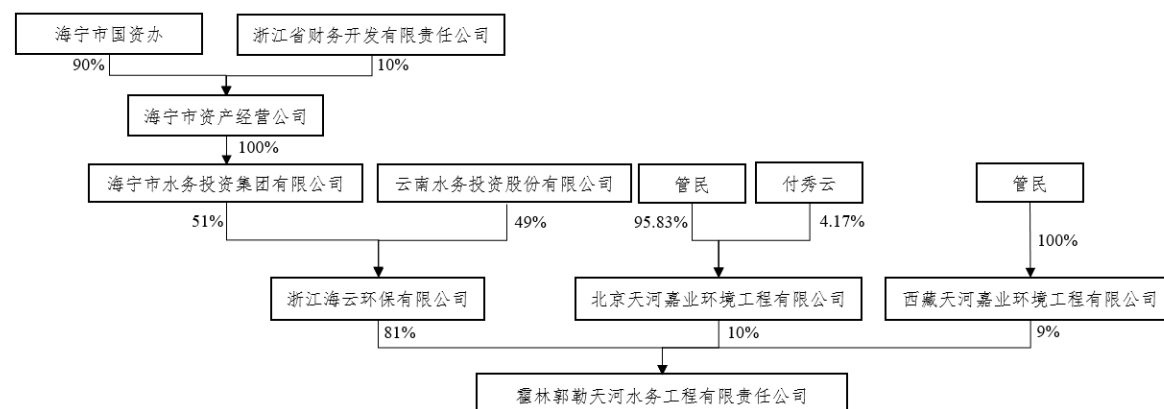 海宁市国资办
浙江省财务开发有限责任公司
90%
10%
海宁市资产经营公司
100%
海宁市水务投资集团有限公司
云南水务投资股份有限公司
管民
付秀云
管民
51%
49%
95.83%
4.17%
100%
浙江海云环保有限公司
北京天河嘉业环境工程有限公司
西藏天河嘉业环境工程有限公司
81%
10%
9%
霍林郭勒天河水务工程有限责任公司